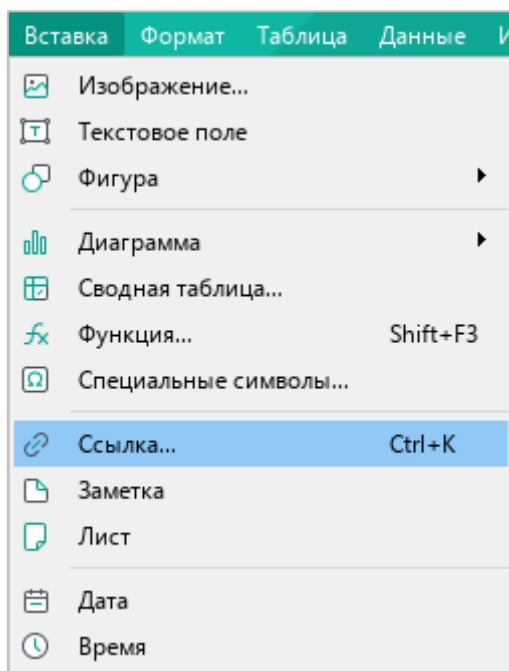 Вставка Формат Таблица Данные И
Изображение...
Текстовое поле
Фигура
Диаграмма
Сводная таблица...
Функция... Shift+F3
Специальные символы...
Ссылка... Ctrl+K
Заметка
Лист
Дата
Время